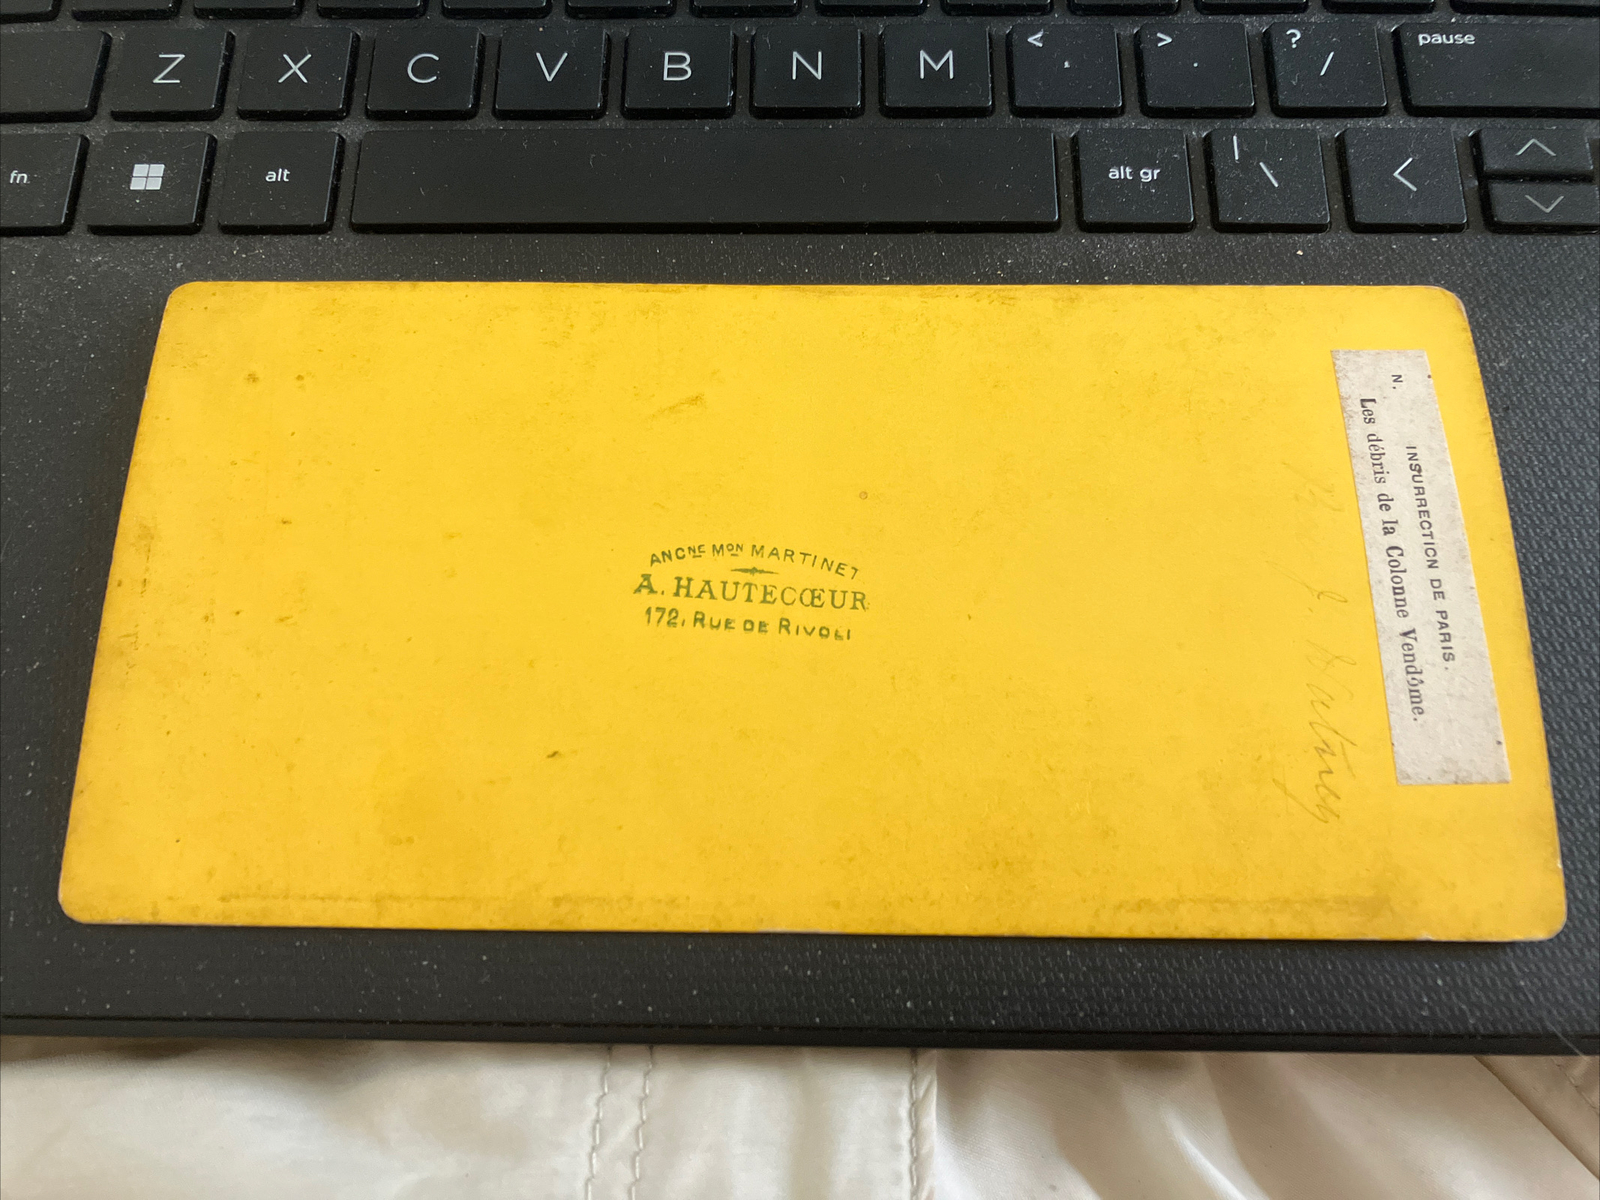 Z X C V B N M < , > . ? / pause
fn alt alt gr | \ <
ANCNE MON MARTINET
A. HAUTECŒUR
172, RUE DE RIVOLI
INSURRECTION DE PARIS.
N. Les débris de la Colonne Vendôme.